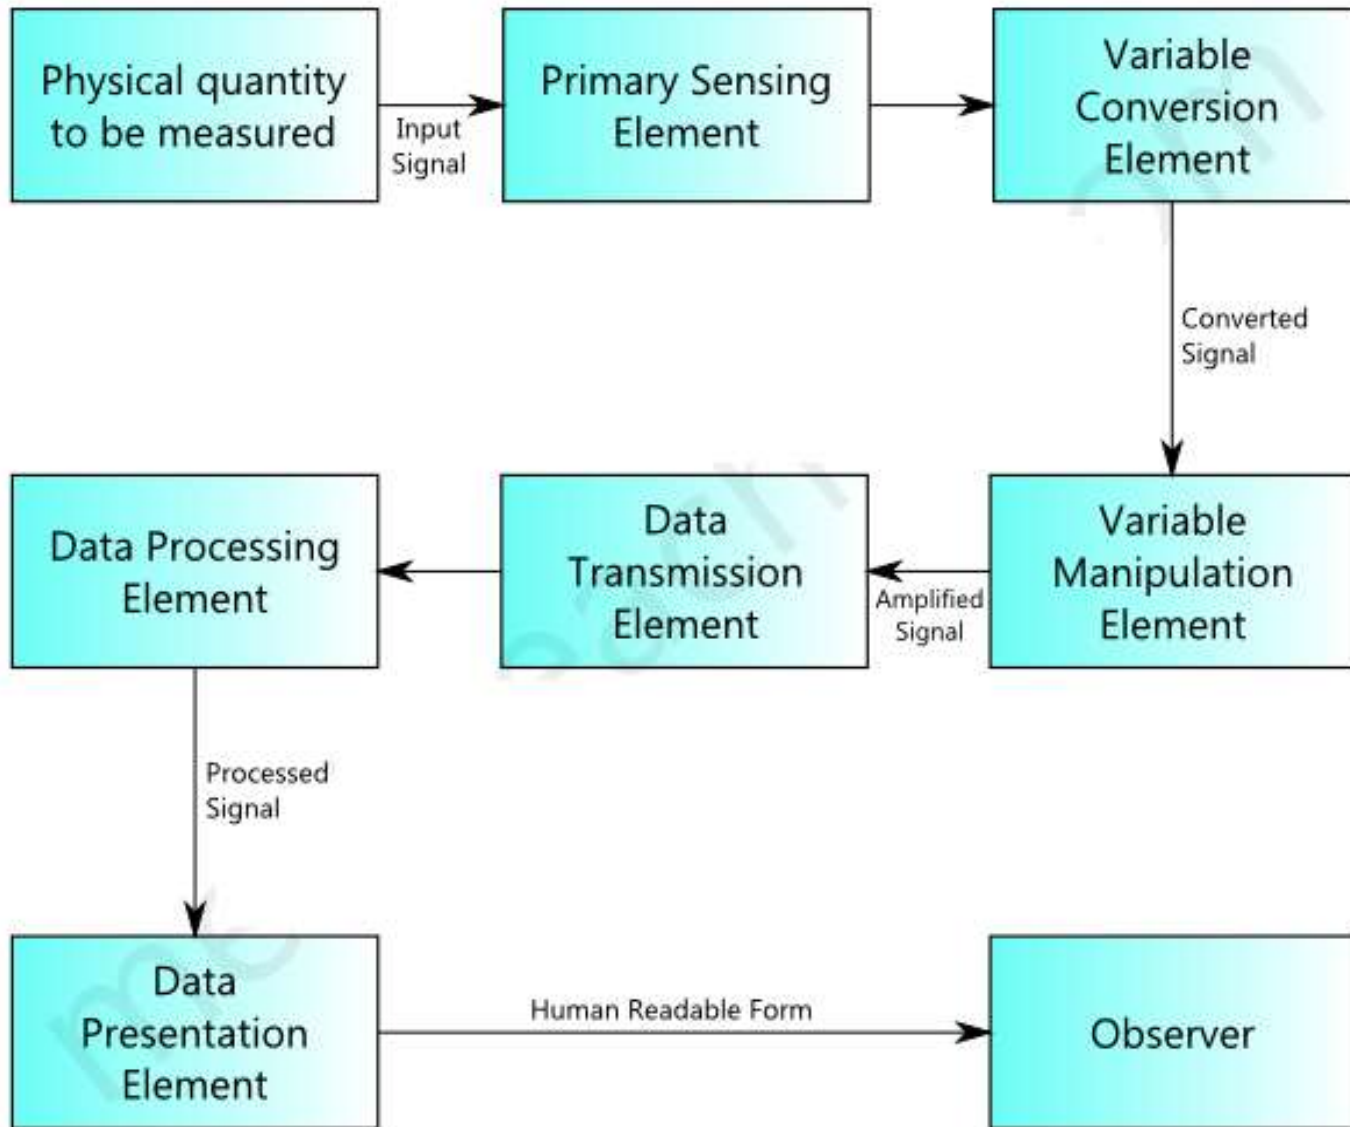 Physical quantity
to be measured
Input
Signal
Primary Sensing
Element
Variable
Conversion
Element
Converted
Signal
Variable
Manipulation
Element
Amplified
Signal
Data
Transmission
Element
Data Processing
Element
Processed
Signal
Data
Presentation
Element
Human Readable Form
Observer